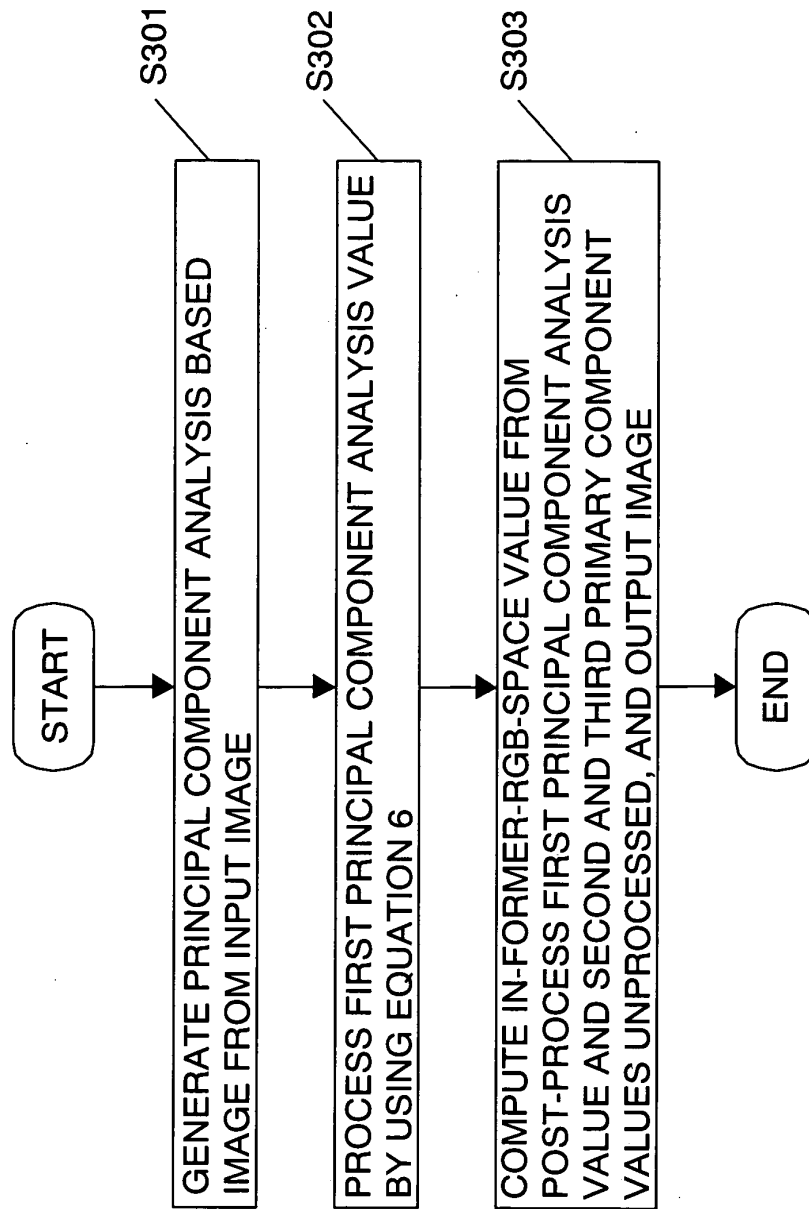 START
S301
GENERATE PRINCIPAL COMPONENT ANALYSIS BASED
IMAGE FROM INPUT IMAGE
S302
PROCESS FIRST PRINCIPAL COMPONENT ANALYSIS VALUE
BY USING EQUATION 6
S303
COMPUTE IN-FORMER-RGB-SPACE VALUE FROM
POST-PROCESS FIRST PRINCIPAL COMPONENT ANALYSIS
VALUE AND SECOND AND THIRD PRIMARY COMPONENT
VALUES UNPROCESSED, AND OUTPUT IMAGE
END